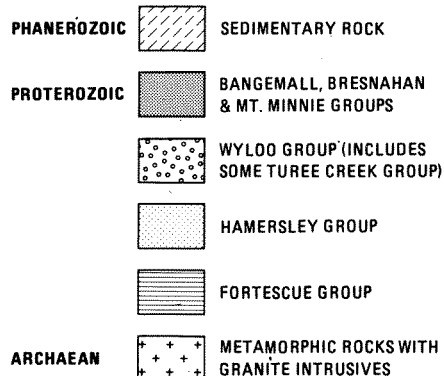 PHANEROZOIC SEDIMENTARY ROCK
PROTEROZOIC BANGEMALL, BRESNAHAN
& MT. MINNIE GROUPS
WYLOO GROUP (INCLUDES
SOME TUREE CREEK GROUP)
HAMERSLEY GROUP
FORTESCUE GROUP
ARCHAEAN METAMORPHIC ROCKS WITH
GRANITE INTRUSIVES